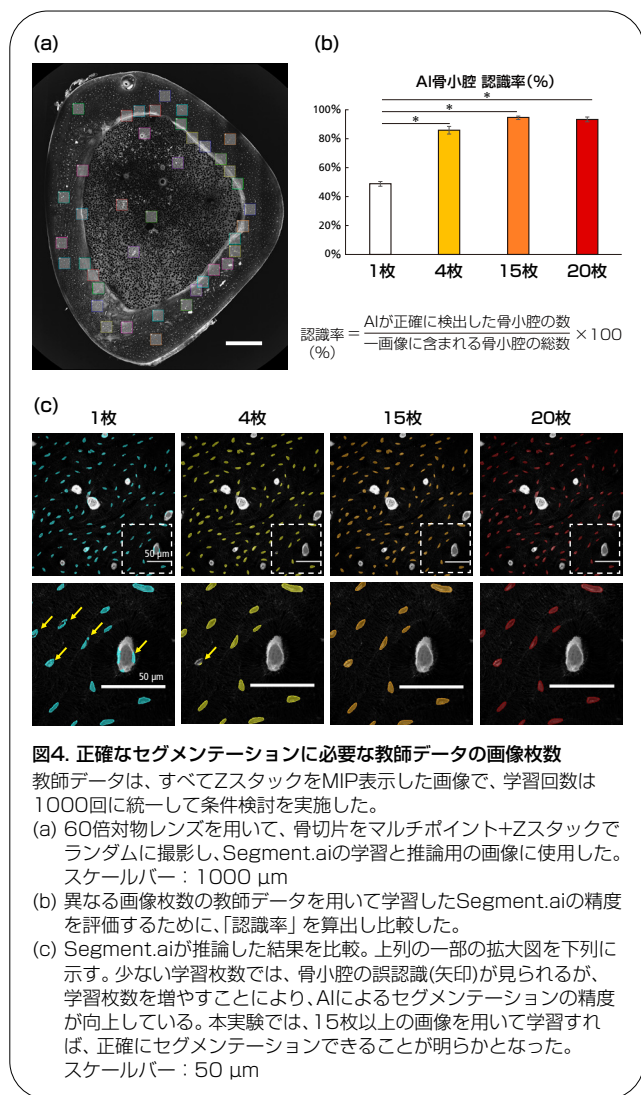 (a)
(b)
AI骨小腔 認識率(%)
*
*
*
100%
80%
60%
40%
20%
0%
1枚 4枚 15枚 20枚
認識率(%)＝AIが正確に検出した骨小腔の数
一画像に含まれる骨小腔の総数
×100
(c)
1枚 4枚 15枚 20枚
50 µm
50 µm
図4. 正確なセグメンテーションに必要な教師データの画像枚数
教師データは、すべてZスタックをMIP表示した画像で、学習回数は
1000回に統一して条件検討を実施した。
(a) 60倍対物レンズを用いて、骨切片をマルチポイント+Zスタックで
ランダムに撮影し、Segment.aiの学習と推論用の画像に使用した。
スケールバー：1000 µm
(b) 異なる画像枚数の教師データを用いて学習したSegment.aiの精度
を評価するために、「認識率」を算出し比較した。
(c) Segment.aiが推論した結果を比較。上列の一部の拡大図を下列に
示す。少ない学習枚数では、骨小腔の誤認識(矢印)が見られるが、
学習枚数を増やすことにより、AIによるセグメンテーションの精度
が向上している。本実験では、15枚以上の画像を用いて学習すれ
ば、正確にセグメンテーションできることが明らかとなった。
スケールバー：50 µm